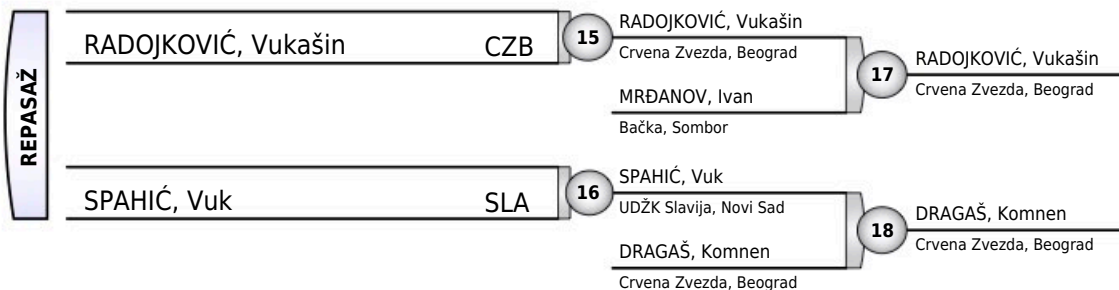 REPASAŽ
RADOJKOVIĆ, Vukašin CZB
15
RADOJKOVIĆ, Vukašin
Crvena Zvezda, Beograd
MRĐANOV, Ivan
Bačka, Sombor
17
RADOJKOVIĆ, Vukašin
Crvena Zvezda, Beograd
SPAHIĆ, Vuk SLA
16
SPAHIĆ, Vuk
UDŽK Slavija, Novi Sad
DRAGAŠ, Komnen
Crvena Zvezda, Beograd
18
DRAGAŠ, Komnen
Crvena Zvezda, Beograd